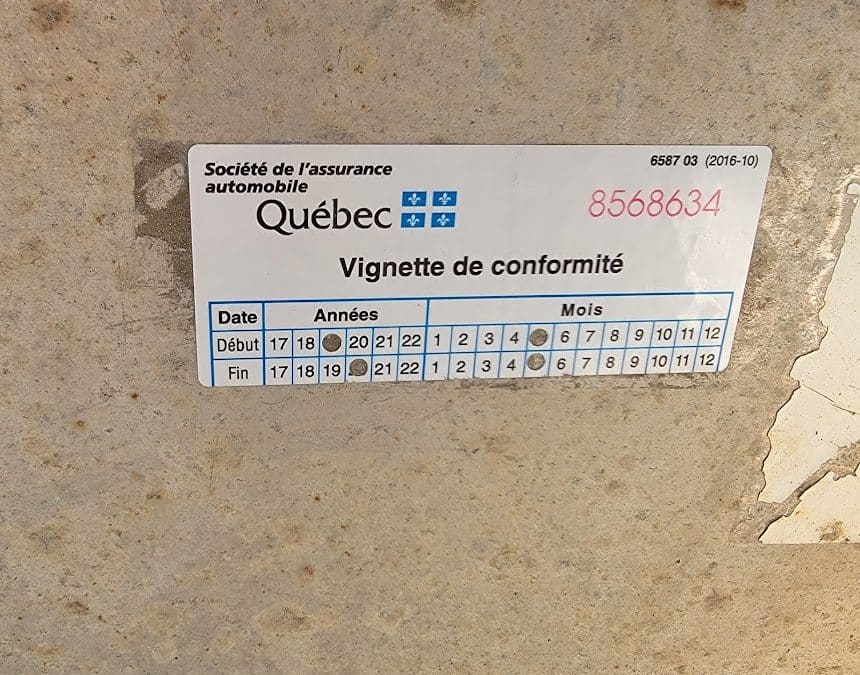 6587 03 (2016-10)
Société de l'assurance
automobile
Québec
8568634
Vignette de conformité
Date Années Mois
Début 17 18 20 21 22 1 2 3 4 6 7 8 9 10 11 12
Fin 17 18 19 21 22 1 2 3 4 6 7 8 9 10 11 12